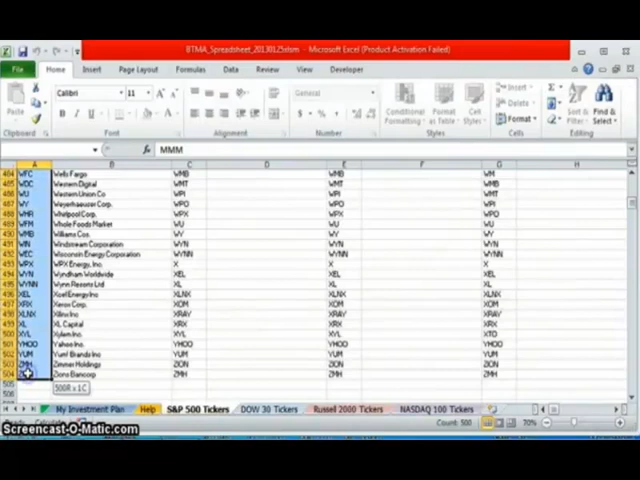 BTMA_Spreadsheet_20130125.xlsm - Microsoft Excel (Product Activation Failed)
File Home Insert Page Layout Formulas Data Review View Developer
Calibri 11 General Insert Delete Format
Paste Conditional Formatting Format as Table Cell Styles Sort & Filter Find & Select
Clipboard Font Alignment Number Styles Cells Editing
fx MMM
A B C D E F G H
484 WFC Wells Fargo WMB WMB WM
485 WDC Western Digital WMT WMT WMB
486 WU Western Union Co WPI WPI WMT
487 WY Weyerhaeuser Corp. WPO WPO WPI
488 WHR Whirlpool Corp. WPX WPX WPO
489 WFM Whole Foods Market WU WU WU
490 WMB Williams Cos. WY WY WY
491 WIN Windstream Corporation WYN WYN WYN
492 WEC Wisconsin Energy Corporation WYNN WYNN WYNN
493 WPX WPX Energy, Inc. X X X
494 WYN Wyndham Worldwide XEL XEL XEL
495 WYNN Wynn Resorts Ltd XL XL XL
496 XEL Xcel Energy Inc XLNX XLNX XLNX
497 XRX Xerox Corp. XOM XOM XOM
498 XLNX Xilinx Inc XRAY XRAY XRAY
499 XL XL Capital XRX XRX XRX
500 XYL Xylem Inc. XYL XYL XTO
501 YHOO Yahoo Inc. YHOO YHOO YHOO
502 YUM Yum! Brands Inc YUM YUM YUM
503 ZMH Zimmer Holdings ZION ZION ZION
504 Zions Bancorp ZMH ZMH ZMH
505
500R x 1C
My Investment Plan Help S&P 500 Tickers DOW 30 Tickers Russell 2000 Tickers NASDAQ 100 Tickers
Count: 500 70%
Screencast-O-Matic.com